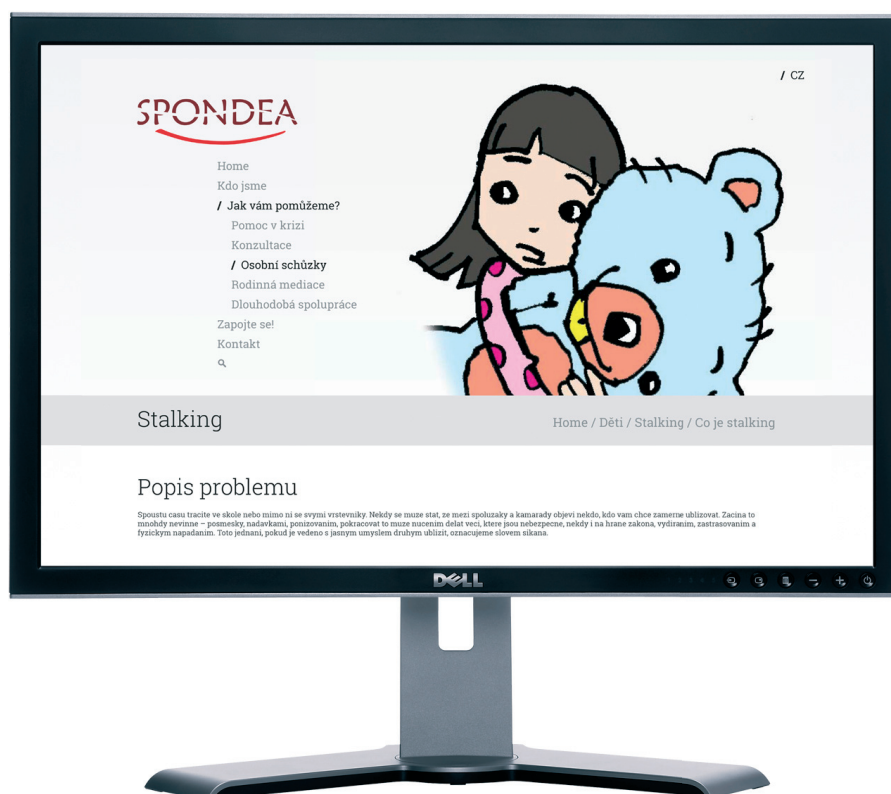 / CZ
SPONDEA
Home
Kdo jsme
/ Jak vám pomůžeme?
Pomoc v krizi
Konzultace
/ Osobní schůzky
Rodinná mediace
Dlouhodobá spolupráce
Zapojte se!
Kontakt
Stalking
Home / Děti / Stalking / Co je stalking
Popis problemu
Spoustu casu tracite ve skole nebo mimo ni se svymi vrstevniky. Nekdy se muze stat, ze mezi spoluzaky a kamarady objevi nekdo, kdo vam chce zamerne ublizovat. Zacina to
mnohdy nevinne – posmesky, nadavkami, ponizovanim, pokracovat to muze nucenim delat veci, ktere jsou nebezpecne, nekdy i na hrane zakona, vydiranim, zastrasovanim a
fyzickym napadanim. Toto jednani, pokud je vedeno s jasnym umyslem druhym ublizit, oznacujeme slovem sikana.
DELL